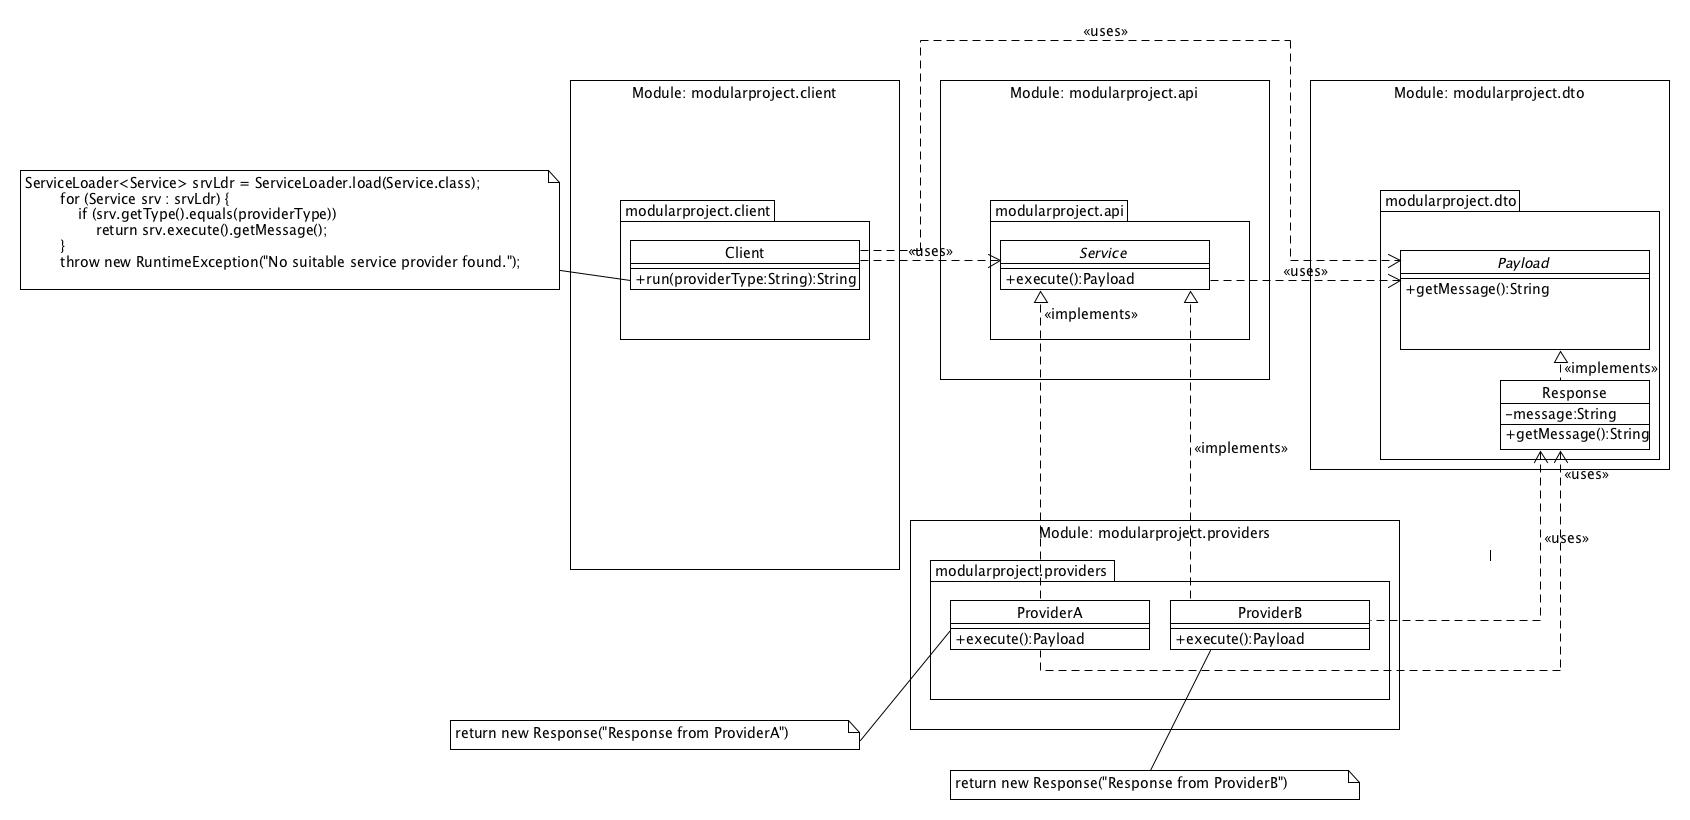 «uses»
Module: modularproject.client
Module: modularproject.api
Module: modularproject.dto
ServiceLoader<Service> srvLdr = ServiceLoader.load(Service.class);
for (Service srv : srvLdr) {
if (srv.getType().equals(providerType))
return srv.execute().getMessage();
}
throw new RuntimeException("No suitable service provider found.");
modularproject.client
Client
+run(providerType:String):String
«uses»
modularproject.api
Service
+execute():Payload
«uses»
modularproject.dto
Payload
+getMessage():String
«implements»
«implements»
Response
-message:String
+getMessage():String
«implements»
«uses»
«uses»
Module: modularproject.providers
modularproject.providers
ProviderA
+execute():Payload
ProviderB
+execute():Payload
return new Response("Response from ProviderA")
return new Response("Response from ProviderB")